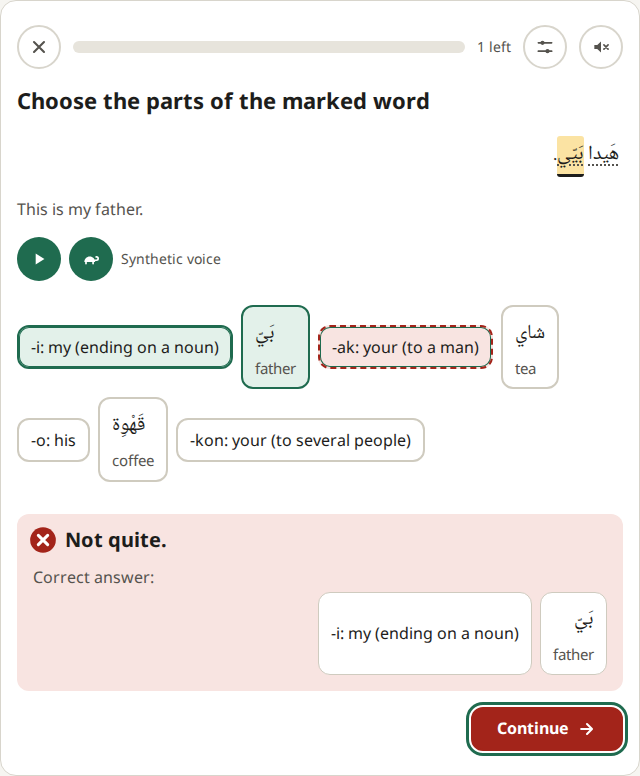 1 left
Choose the parts of the marked word
هَيدا بَيّي.
This is my father.
Synthetic voice
-i: my (ending on a noun)
بَيّ
father
-ak: your (to a man)
شاي
tea
-o: his
قَهْوِة
coffee
-kon: your (to several people)
Not quite.
Correct answer:
بَيّ
father
-i: my (ending on a noun)
Continue